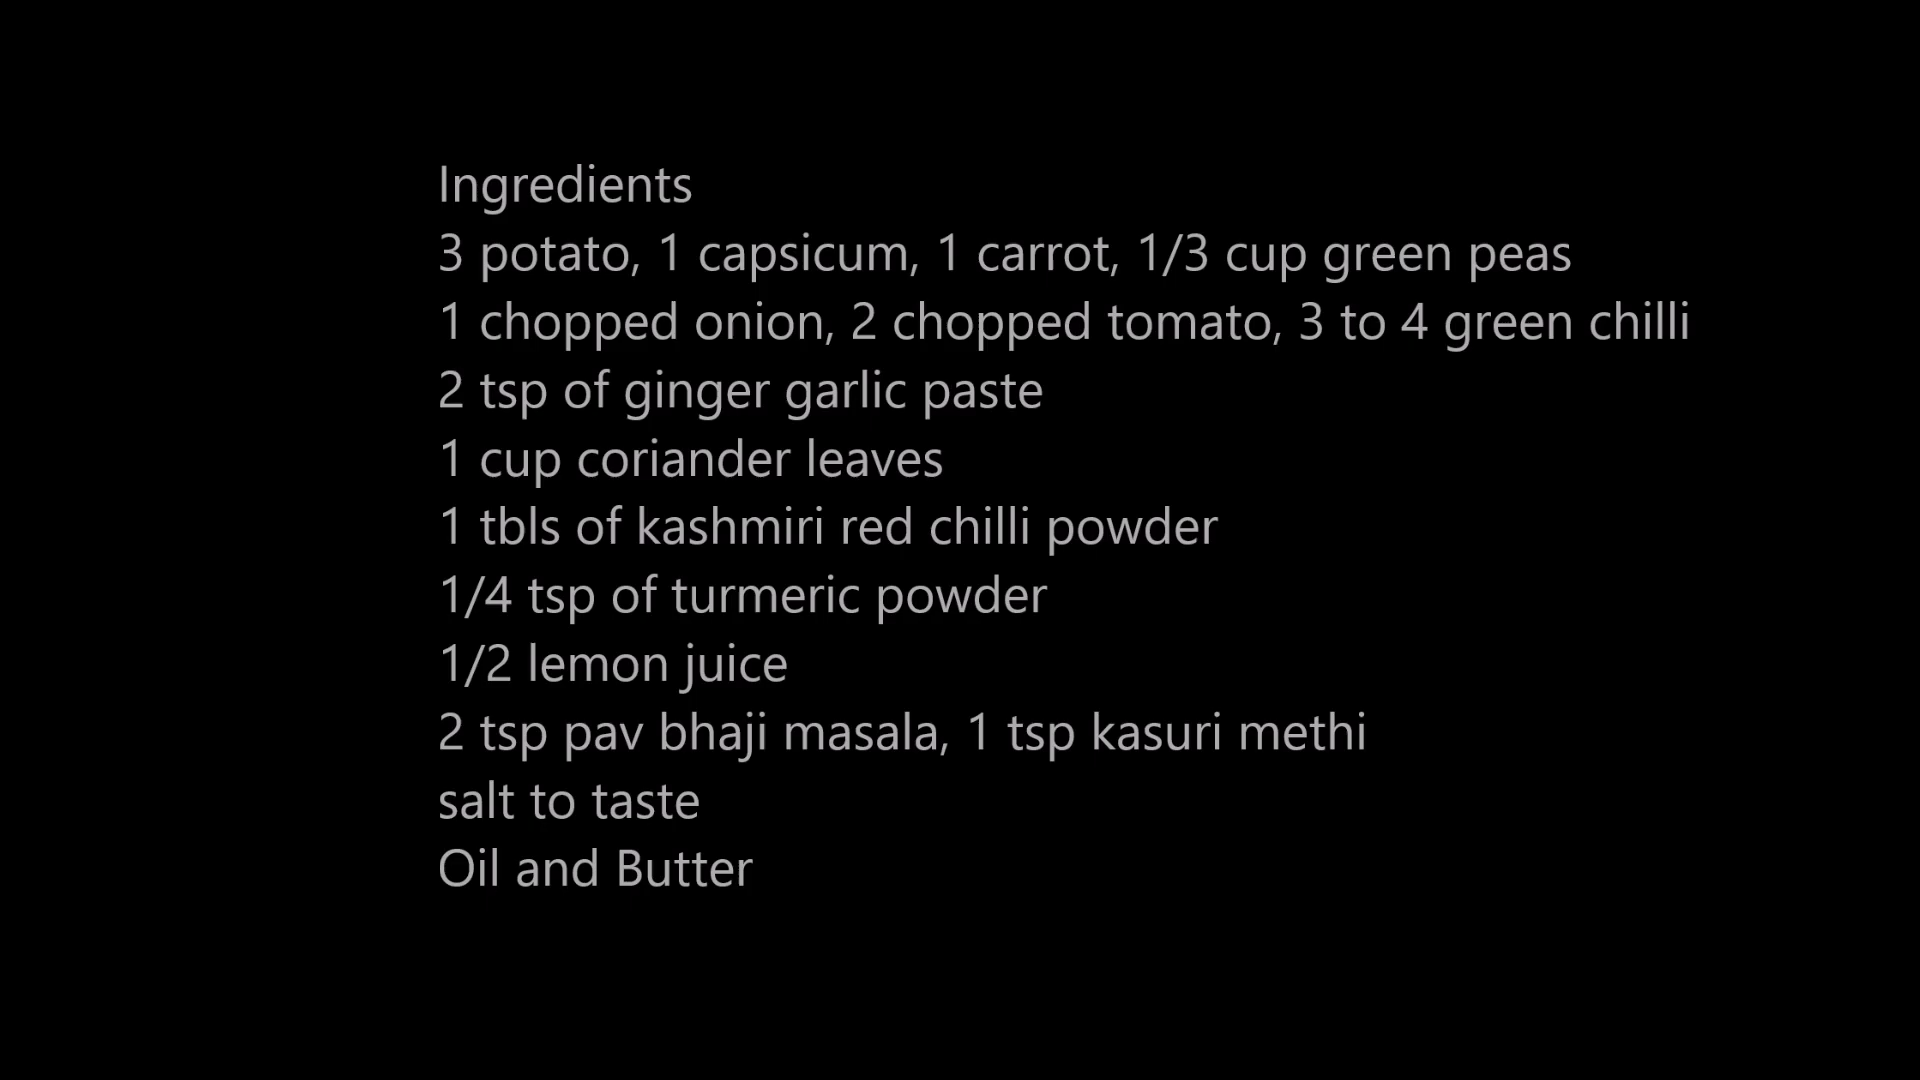 Ingredients
3 potato, 1 capsicum, 1 carrot, 1/3 cup green peas
1 chopped onion, 2 chopped tomato, 3 to 4 green chilli
2 tsp of ginger garlic paste
1 cup coriander leaves
1 tbls of kashmiri red chilli powder
1/4 tsp of turmeric powder
1/2 lemon juice
2 tsp pav bhaji masala, 1 tsp kasuri methi
salt to taste
Oil and Butter